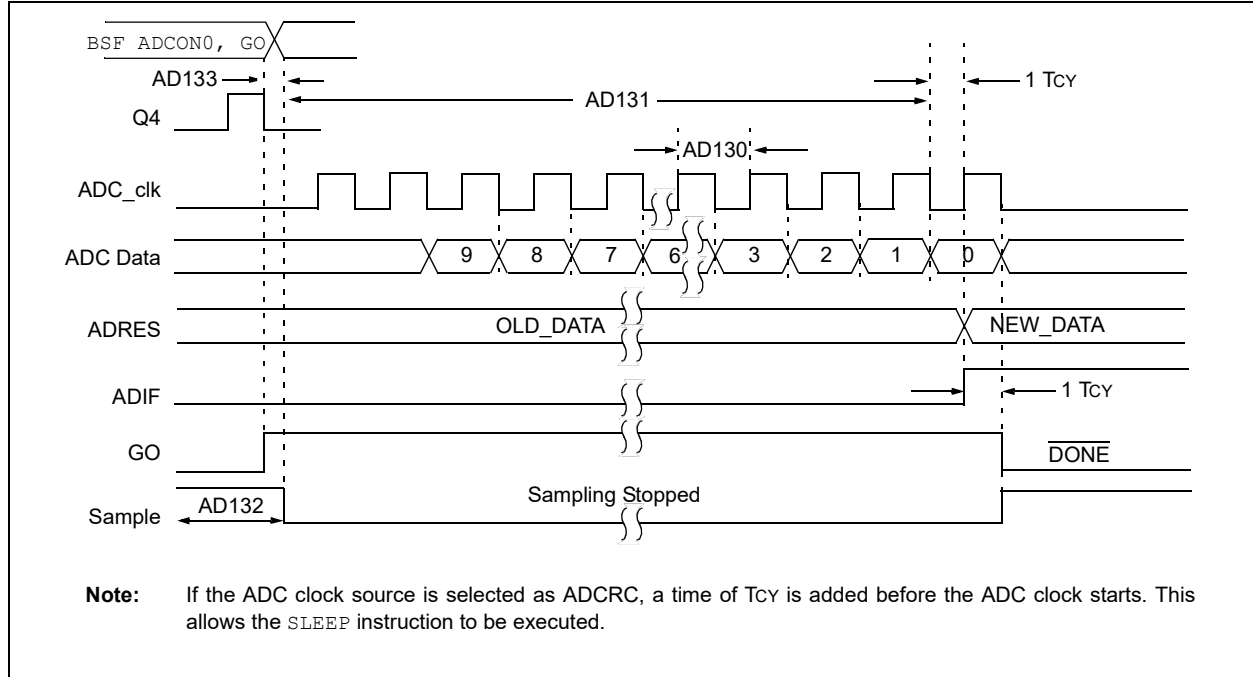 BSF ADCON0, GO
AD133
1 TCY
AD131
Q4
AD130
ADC_clk
ADC Data
9 8 7 6 3 2 1 0
ADRES
OLD_DATA
NEW_DATA
ADIF
1 TCY
GO
DONE
Sample
AD132
Sampling Stopped
Note: If the ADC clock source is selected as ADCRC, a time of TCY is added before the ADC clock starts. This
allows the SLEEP instruction to be executed.